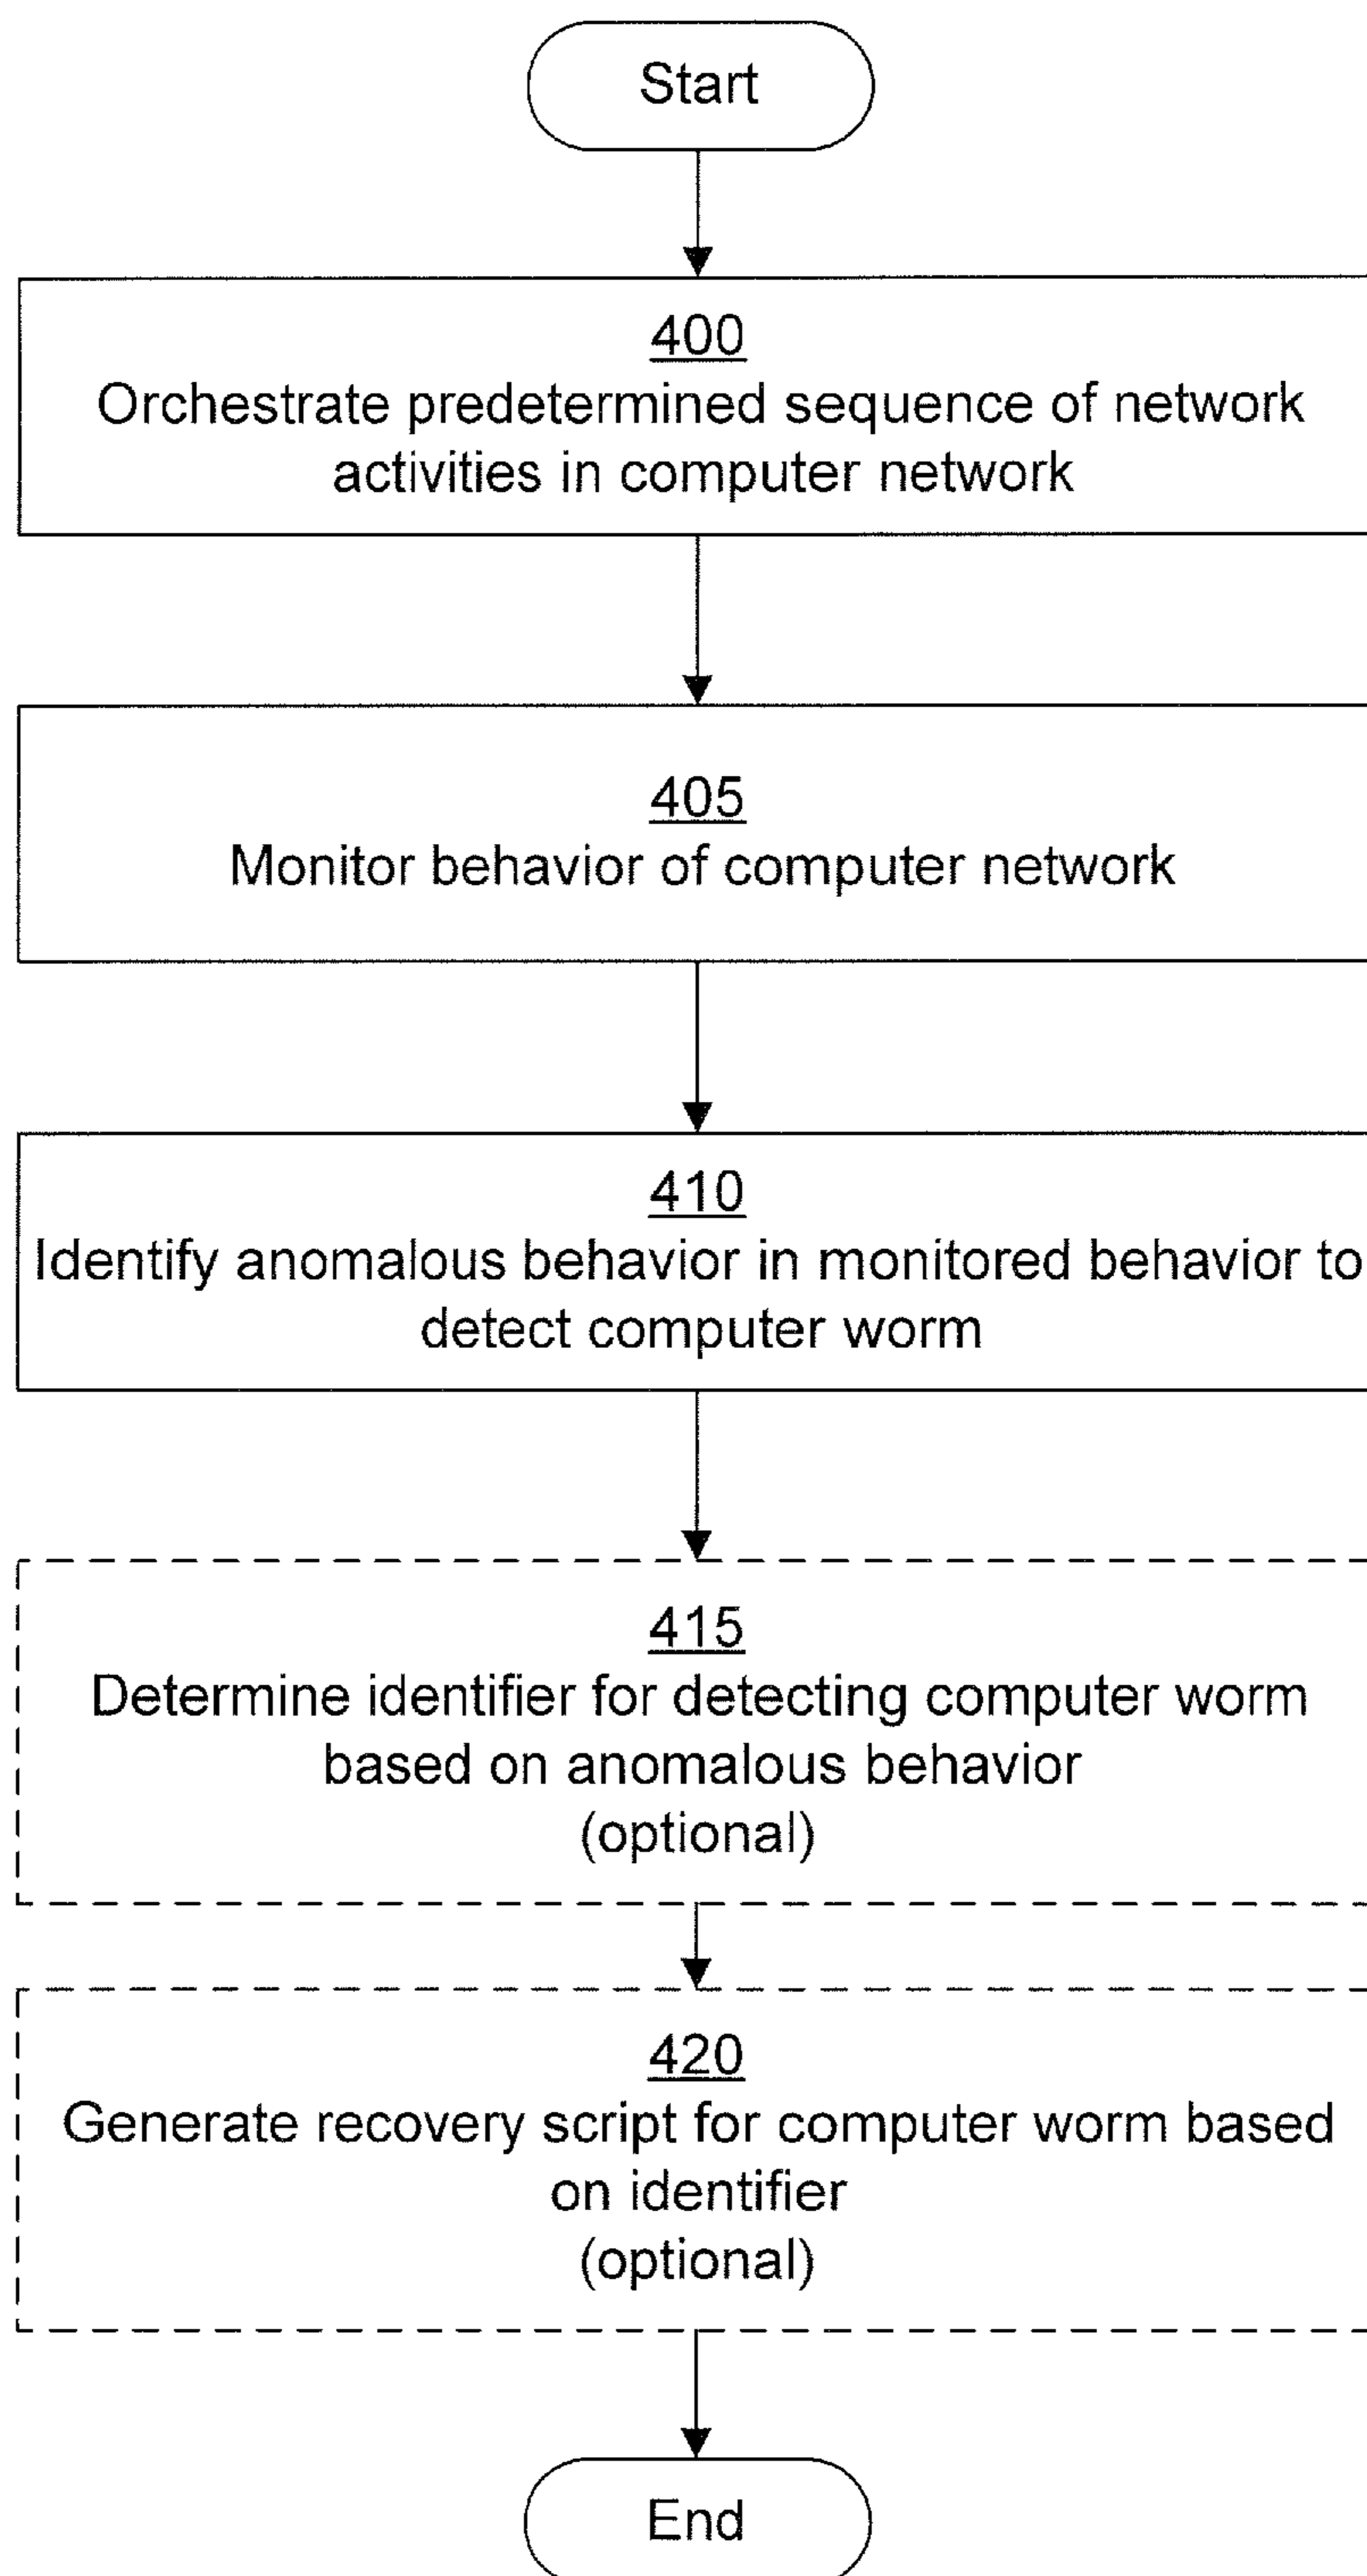 Start
400
Orchestrate predetermined sequence of network
activities in computer network
405
Monitor behavior of computer network
410
Identify anomalous behavior in monitored behavior to
detect computer worm
415
Determine identifier for detecting computer worm
based on anomalous behavior
(optional)
420
Generate recovery script for computer worm based
on identifier
(optional)
End